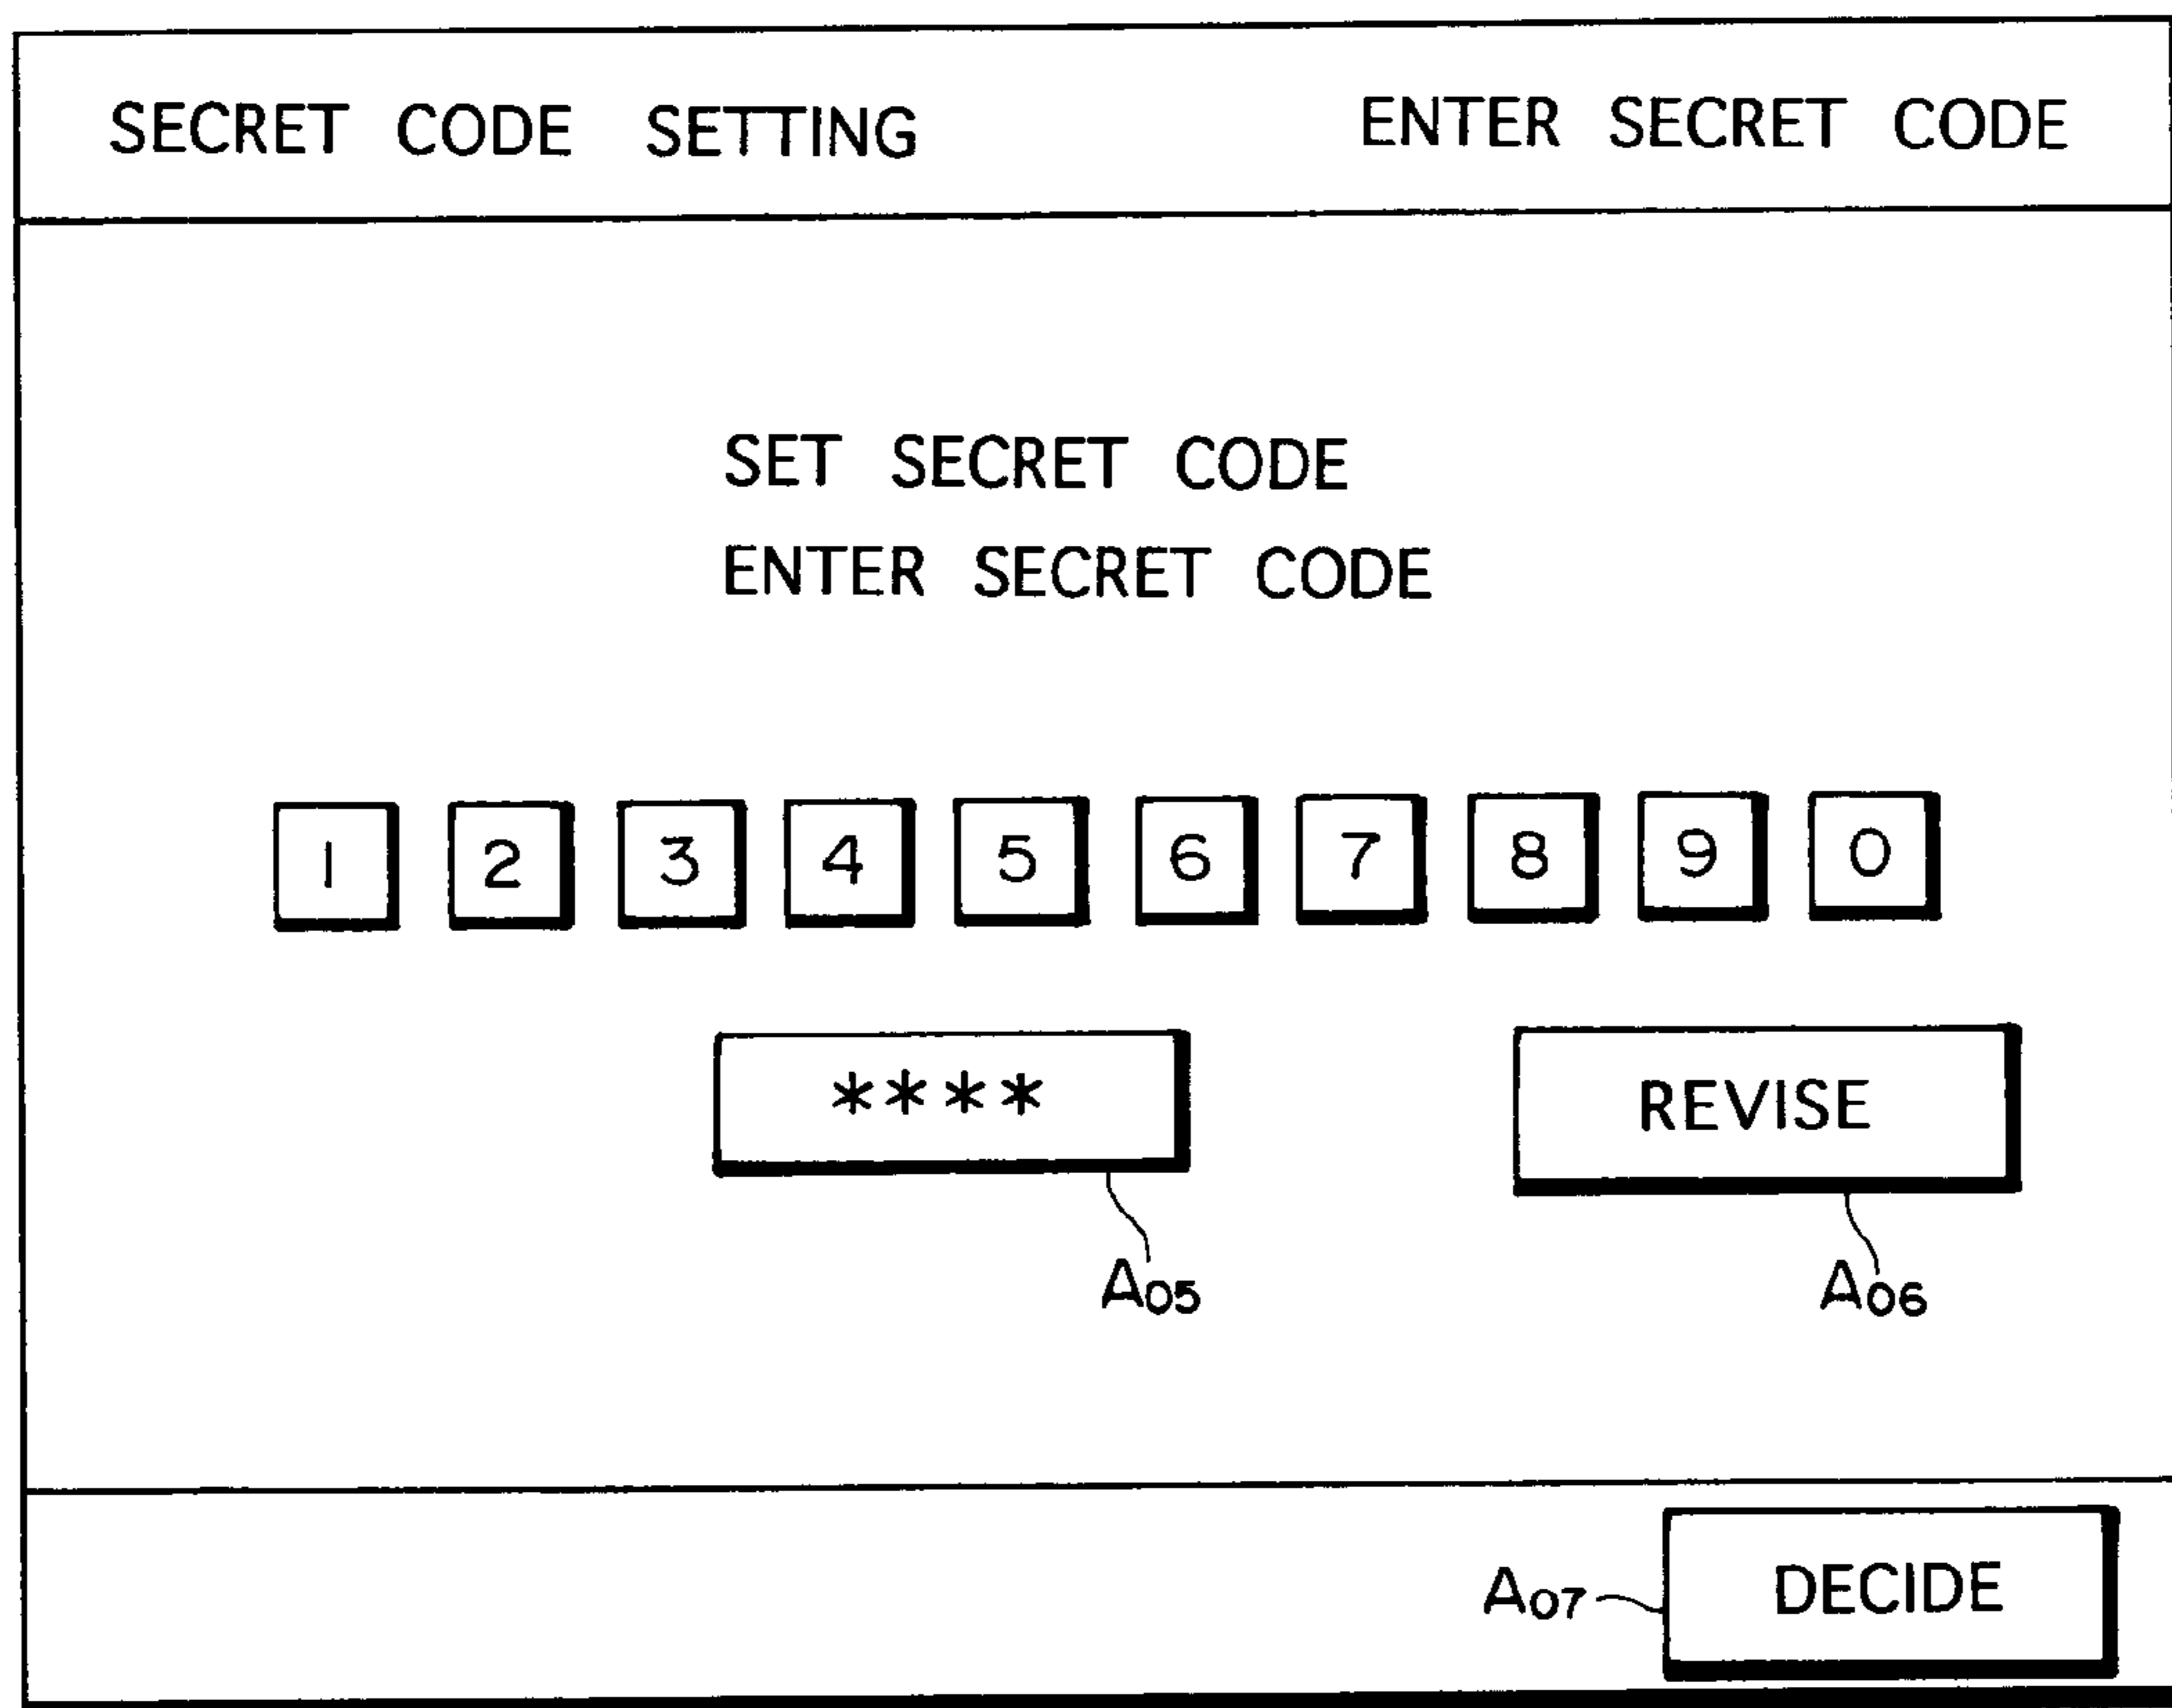 SECRET CODE SETTING ENTER SECRET CODE
SET SECRET CODE
ENTER SECRET CODE
1 2 3 4 5 6 7 8 9 0
**** REVISE
A05 A06
A07 DECIDE